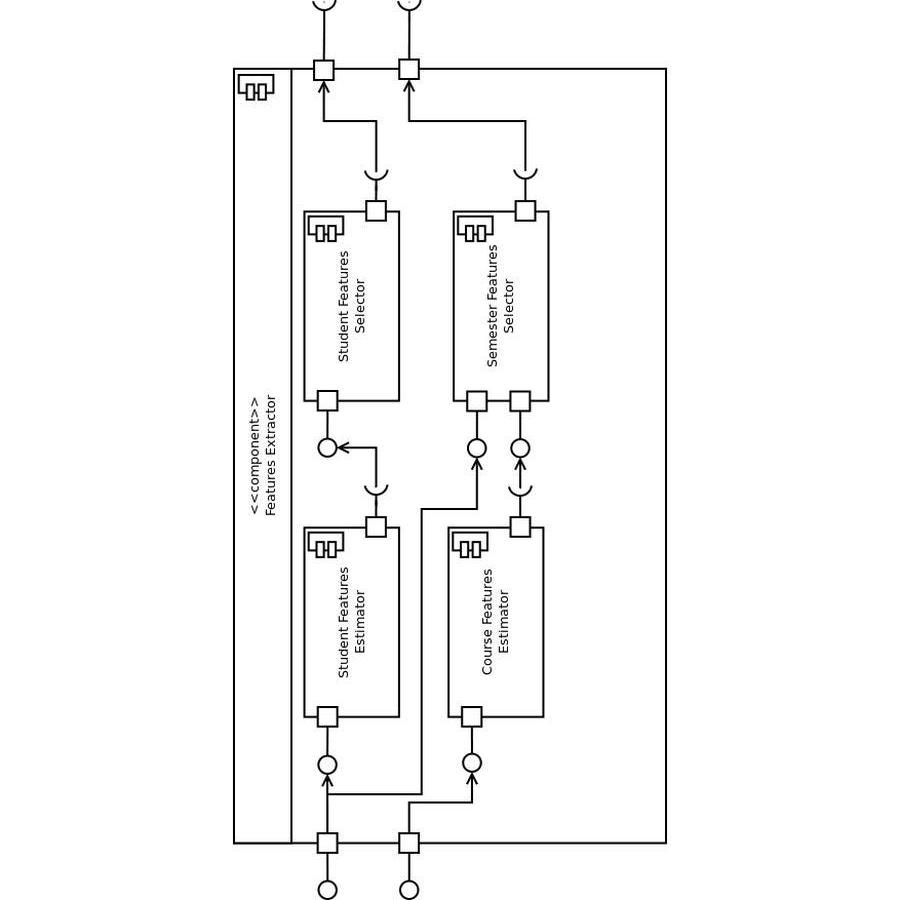 <<component>>
Features Extractor
Student Features
Selector
Semester Features
Selector
Student Features
Estimator
Course Features
Estimator